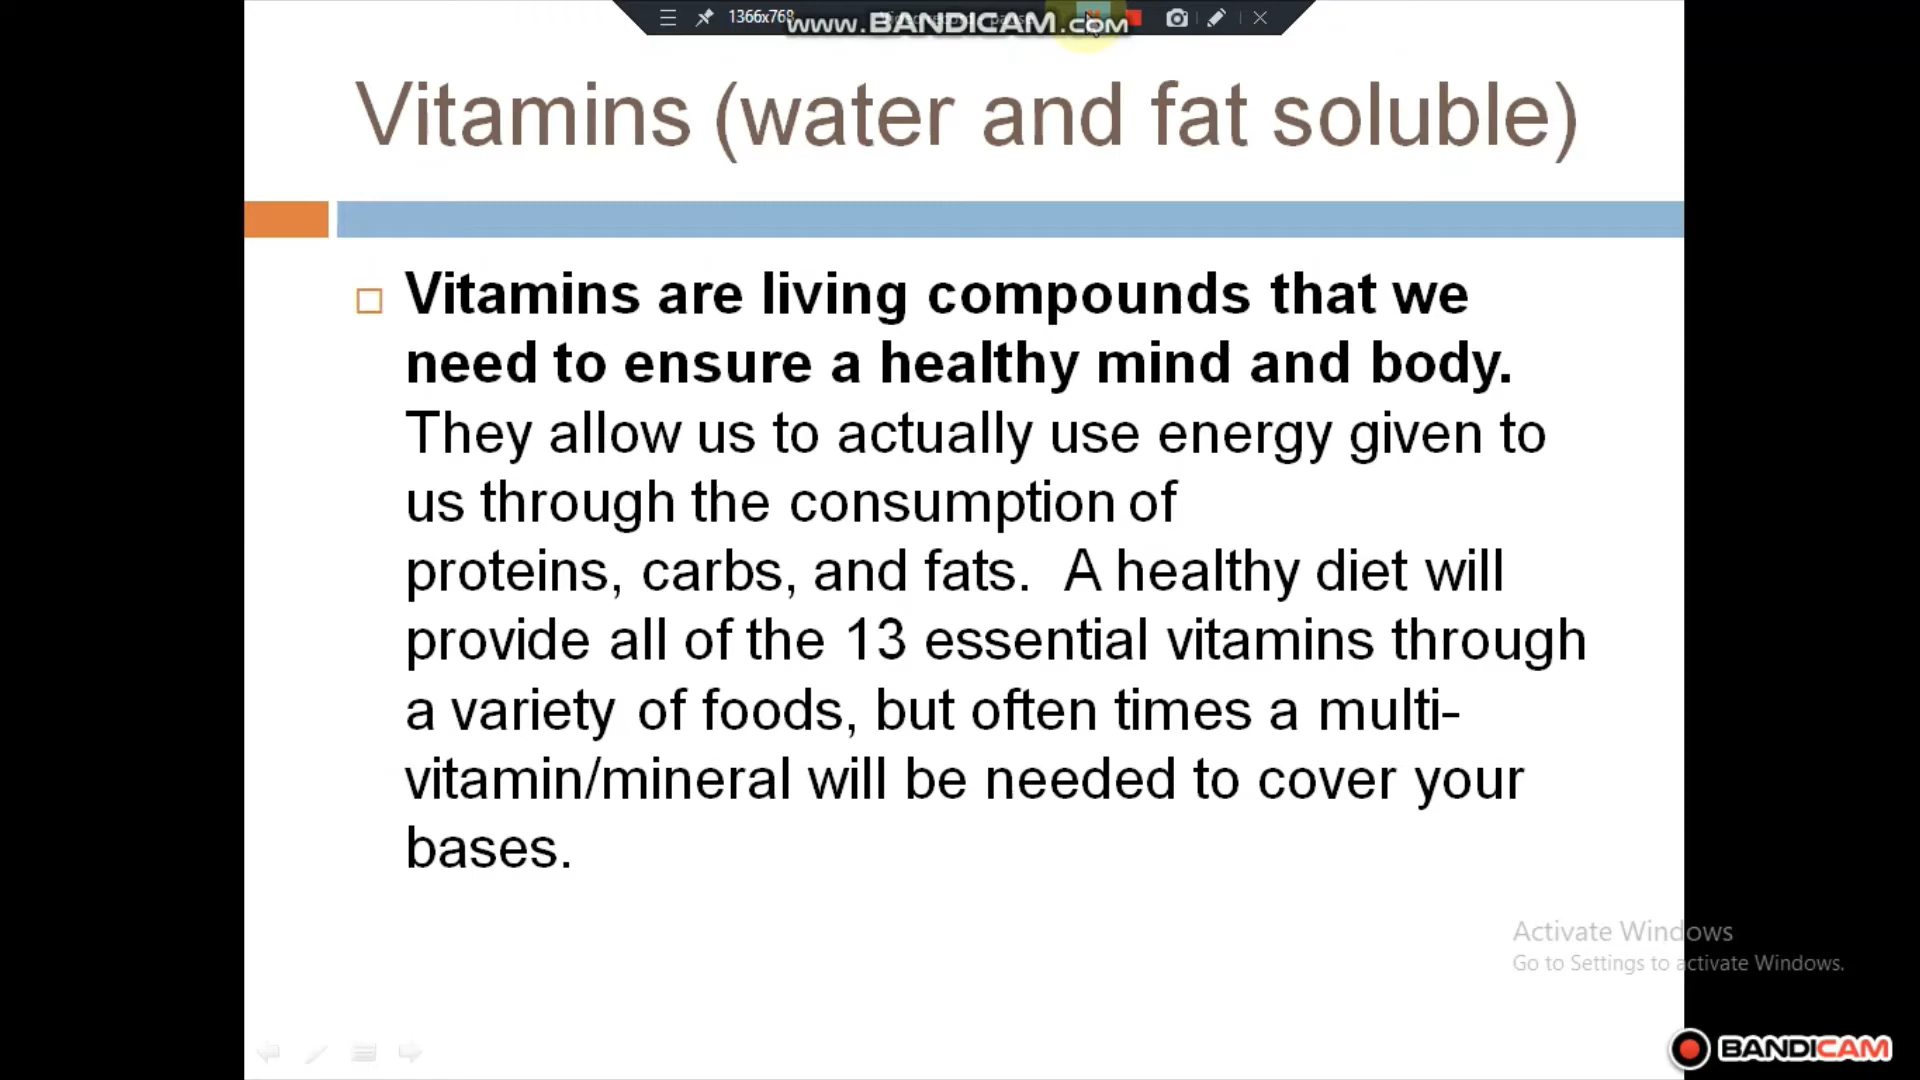 1366x768
www.BANDICAM.com
Vitamins (water and fat soluble)
Vitamins are living compounds that we
need to ensure a healthy mind and body.
They allow us to actually use energy given to
us through the consumption of
proteins, carbs, and fats. A healthy diet will
provide all of the 13 essential vitamins through
a variety of foods, but often times a multi-
vitamin/mineral will be needed to cover your
bases.
Activate Windows
Go to Settings to activate Windows.
BANDICAM